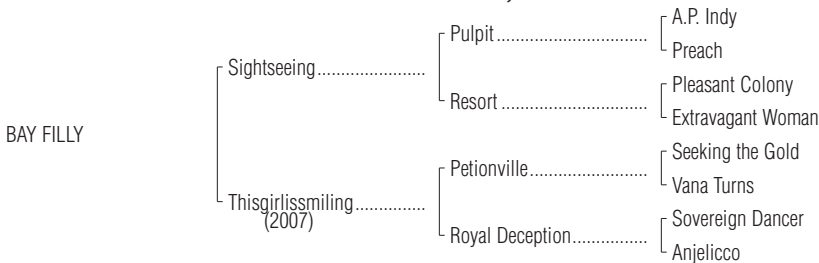 Pulpit................................ A.P. Indy
Preach
Sightseeing.......................
Resort ............................... Pleasant Colony
Extravagant Woman
BAY FILLY
Petionville......................... Seeking the Gold
Vana Turns
Thisgirlissmiling...............
(2007)
Royal Deception................ Sovereign Dancer
Anjelicco